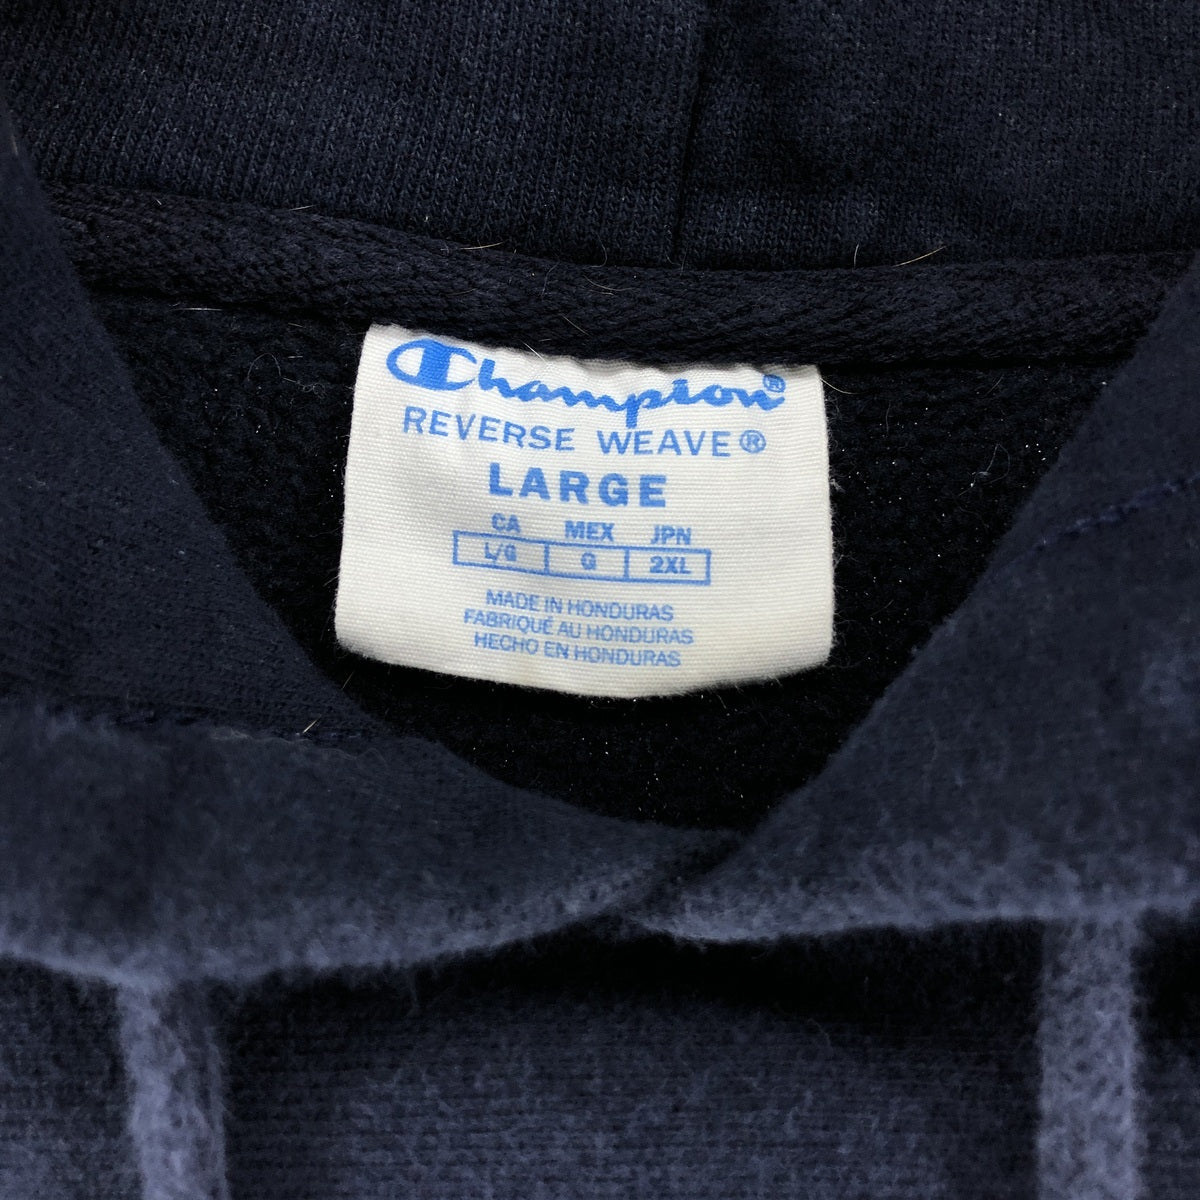 Champion®
REVERSE WEAVE®
LARGE
CA MEX JPN
L/G G 2XL
MADE IN HONDURAS
FABRIQUÉ AU HONDURAS
HECHO EN HONDURAS